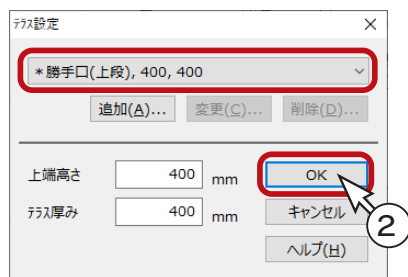 ﾃﾗｽ設定
＊勝手口(上段), 400, 400
追加(A)... 変更(C)... 削除(D)...
上端高さ 400 mm OK
ﾃﾗｽ厚み 400 mm キャンセル
2
ヘルプ(H)